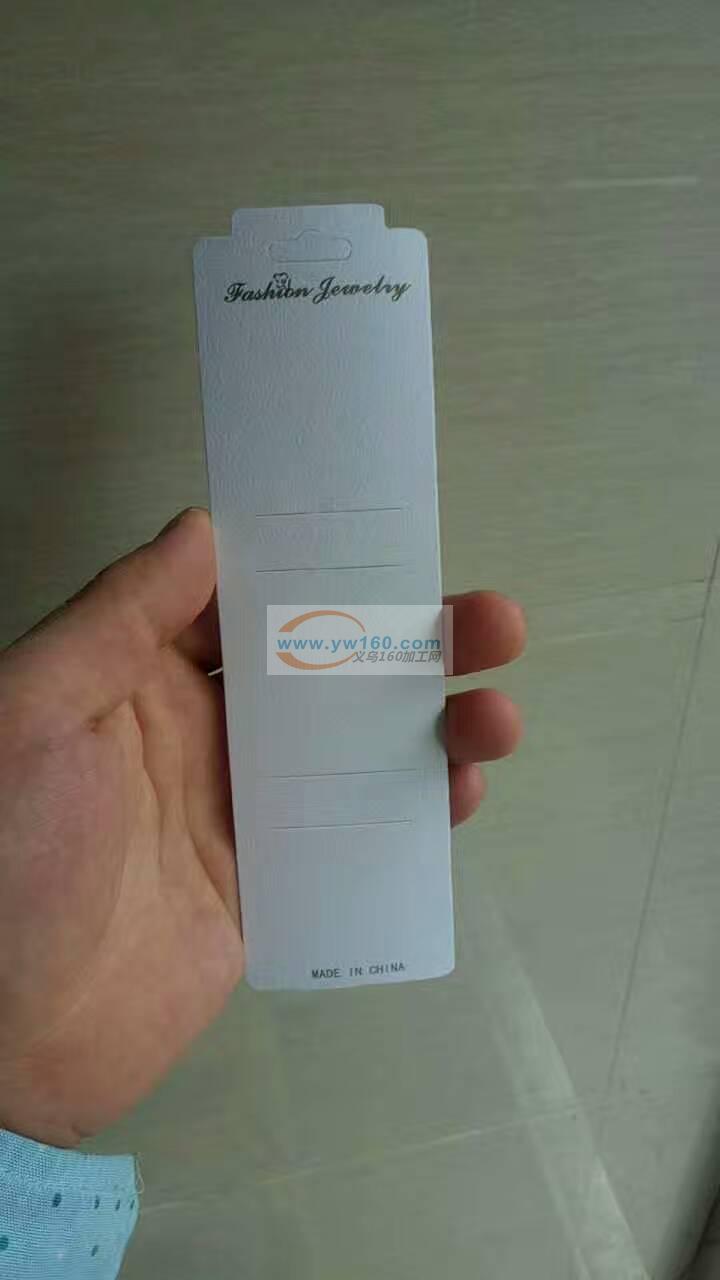 Fashion Jewelry
www.yw160.com
义乌160加工网
MADE IN CHINA